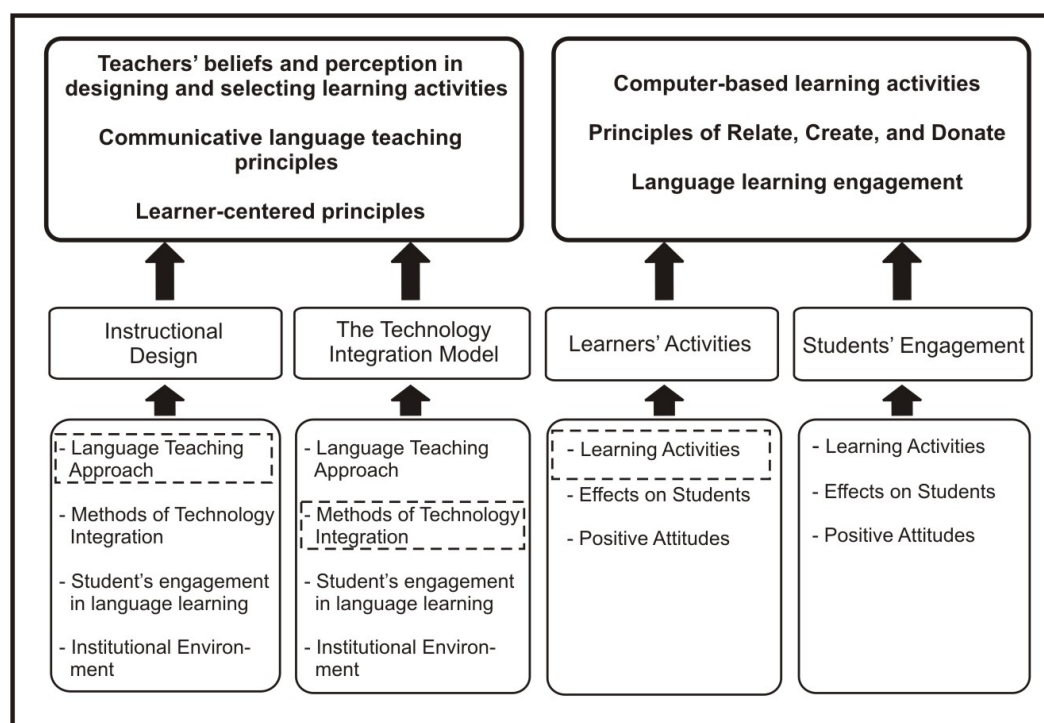 Teachers' beliefs and perception in
designing and selecting learning activities
Communicative language teaching
principles
Learner-centered principles
Computer-based learning activities
Principles of Relate, Create, and Donate
Language learning engagement
Instructional
Design
The Technology
Integration Model
Learners' Activities
Students' Engagement
- Language Teaching
Approach
- Methods of Technology
Integration
- Student's engagement
in language learning
- Institutional Environ-
ment
- Language Teaching
Approach
- Methods of Technology
Integration
- Student's engagement
in language learning
- Institutional Environ-
ment
- Learning Activities
- Effects on Students
- Positive Attitudes
- Learning Activities
- Effects on Students
- Positive Attitudes